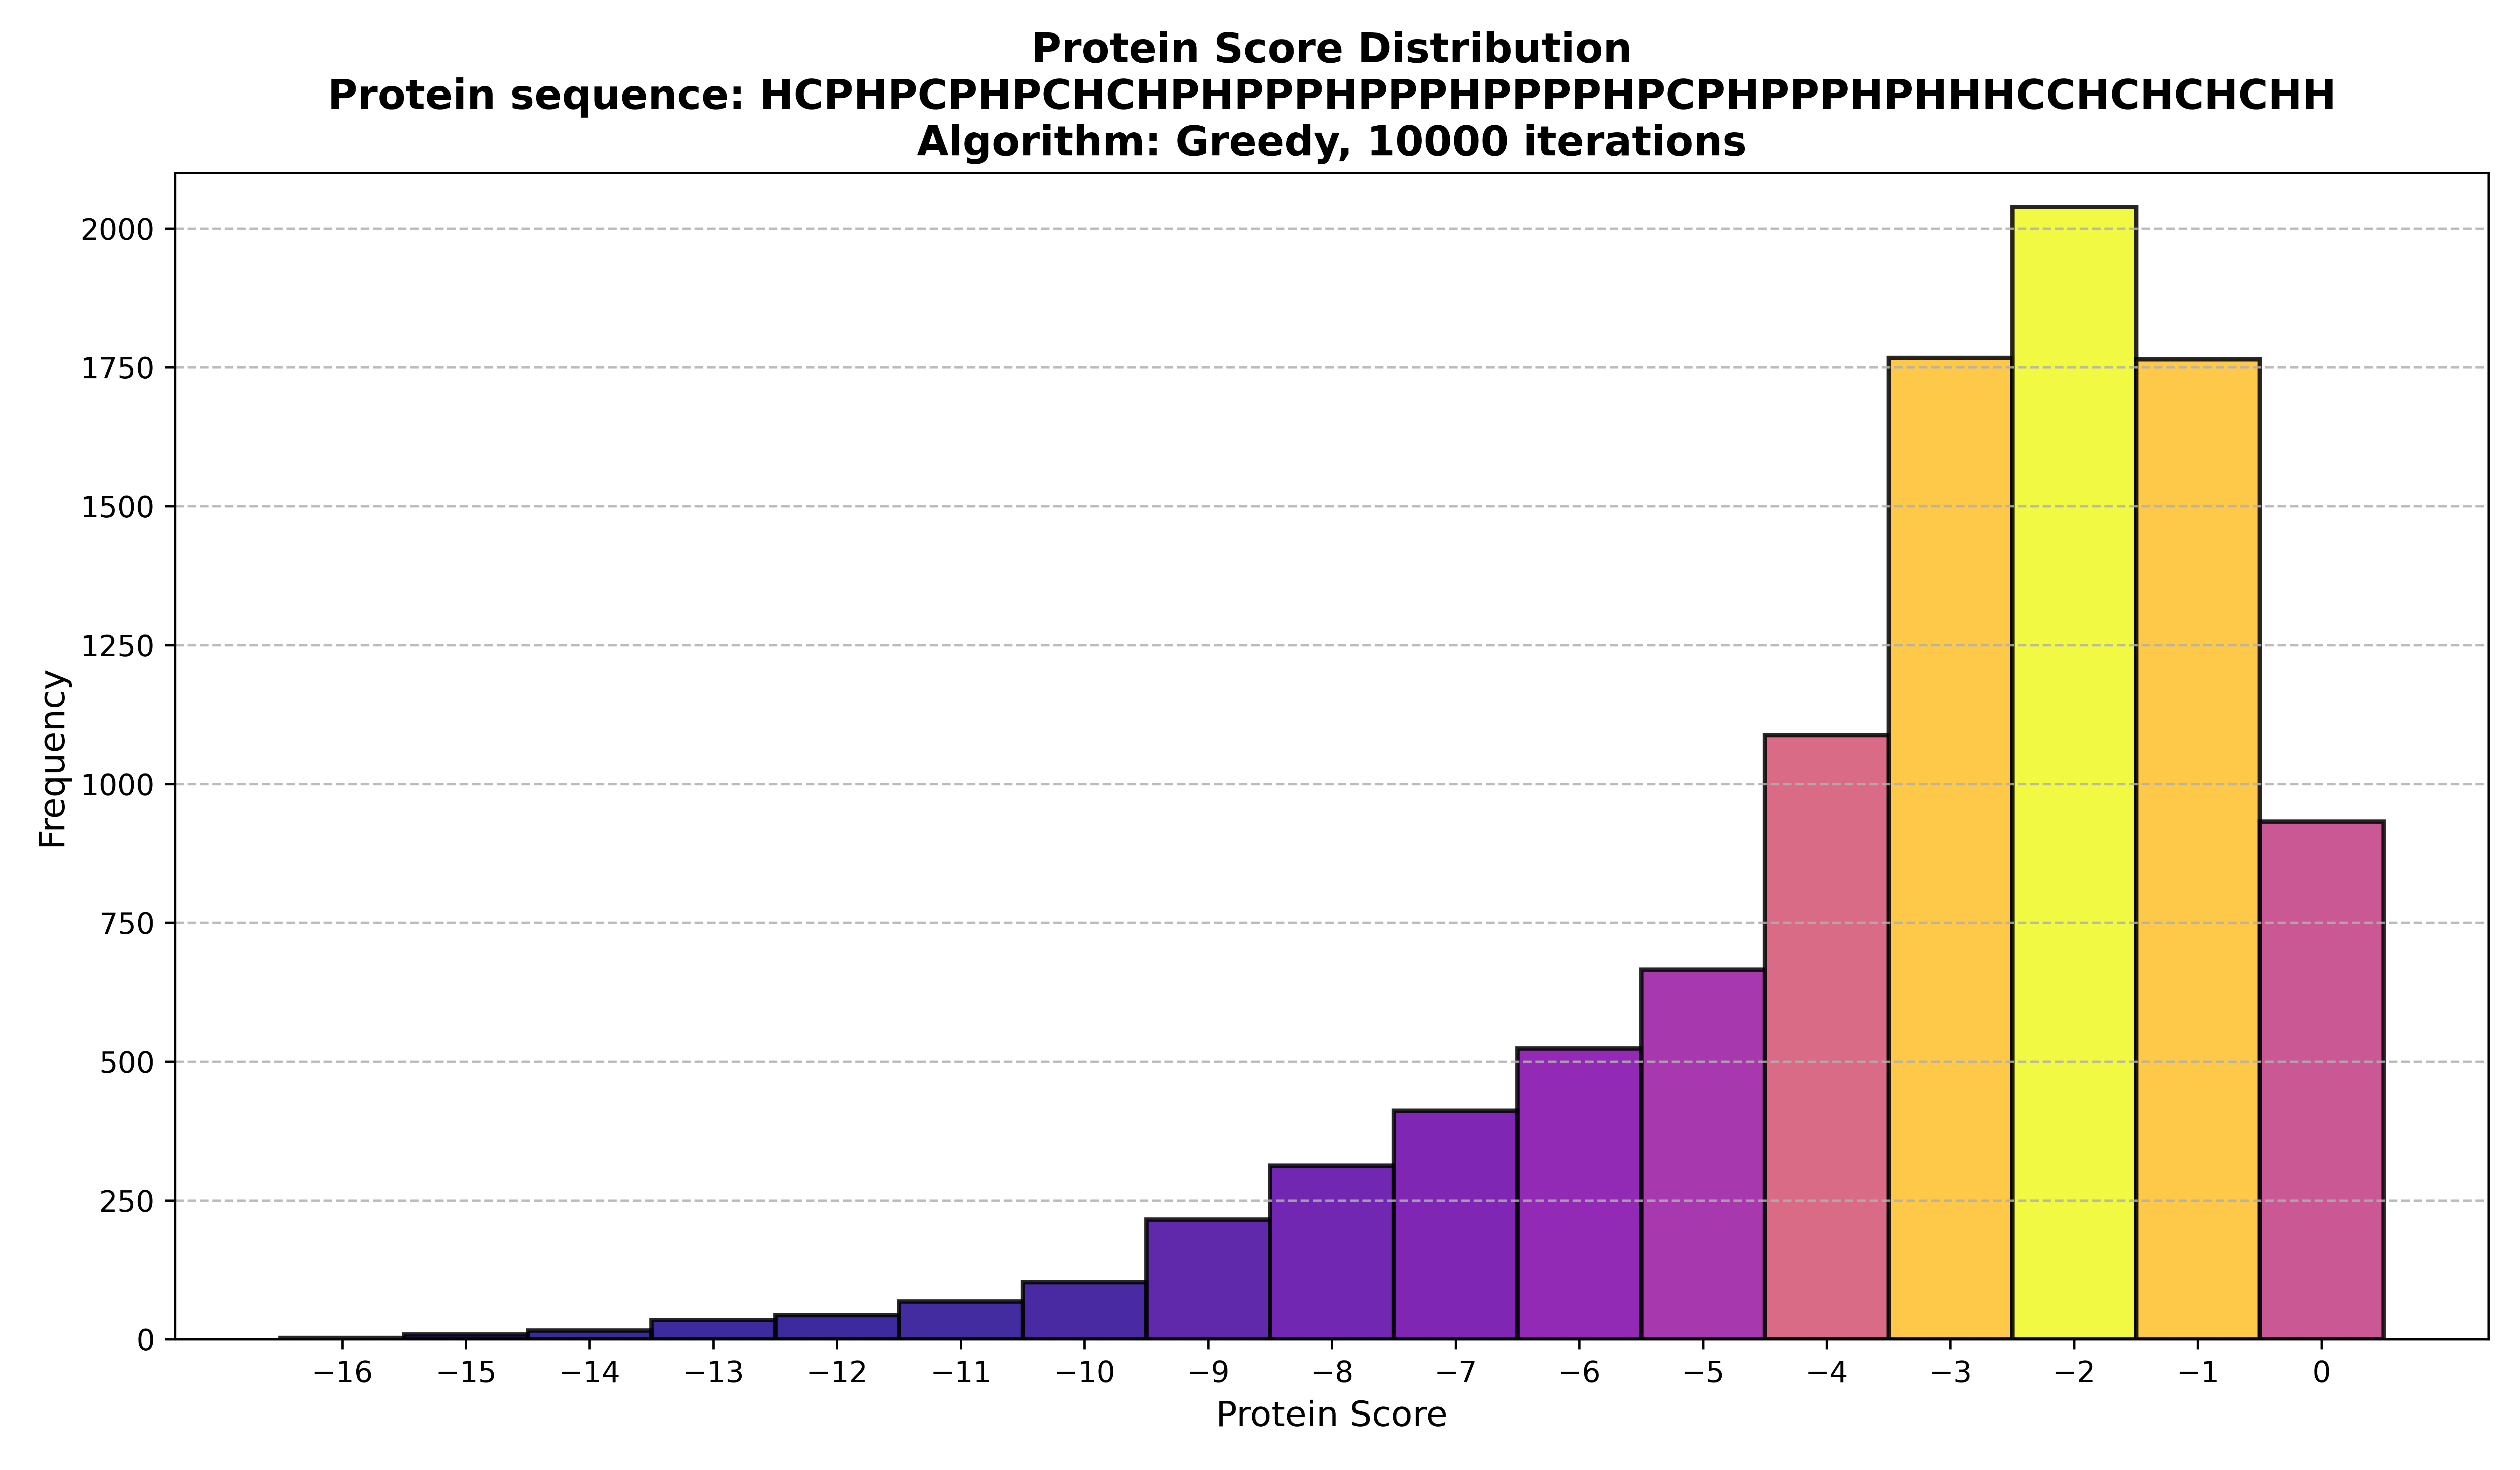 Protein Score Distribution
Protein sequence: HCPHPCPHPCHCHPHPPPHPPPHPPPPHPCPHPPPHPHHHCCHCHCHCHH
Algorithm: Greedy, 10000 iterations
2000
1750
1500
1250
1000
750
500
250
0
Frequency
−16 −15 −14 −13 −12 −11 −10 −9 −8 −7 −6 −5 −4 −3 −2 −1 0
Protein Score